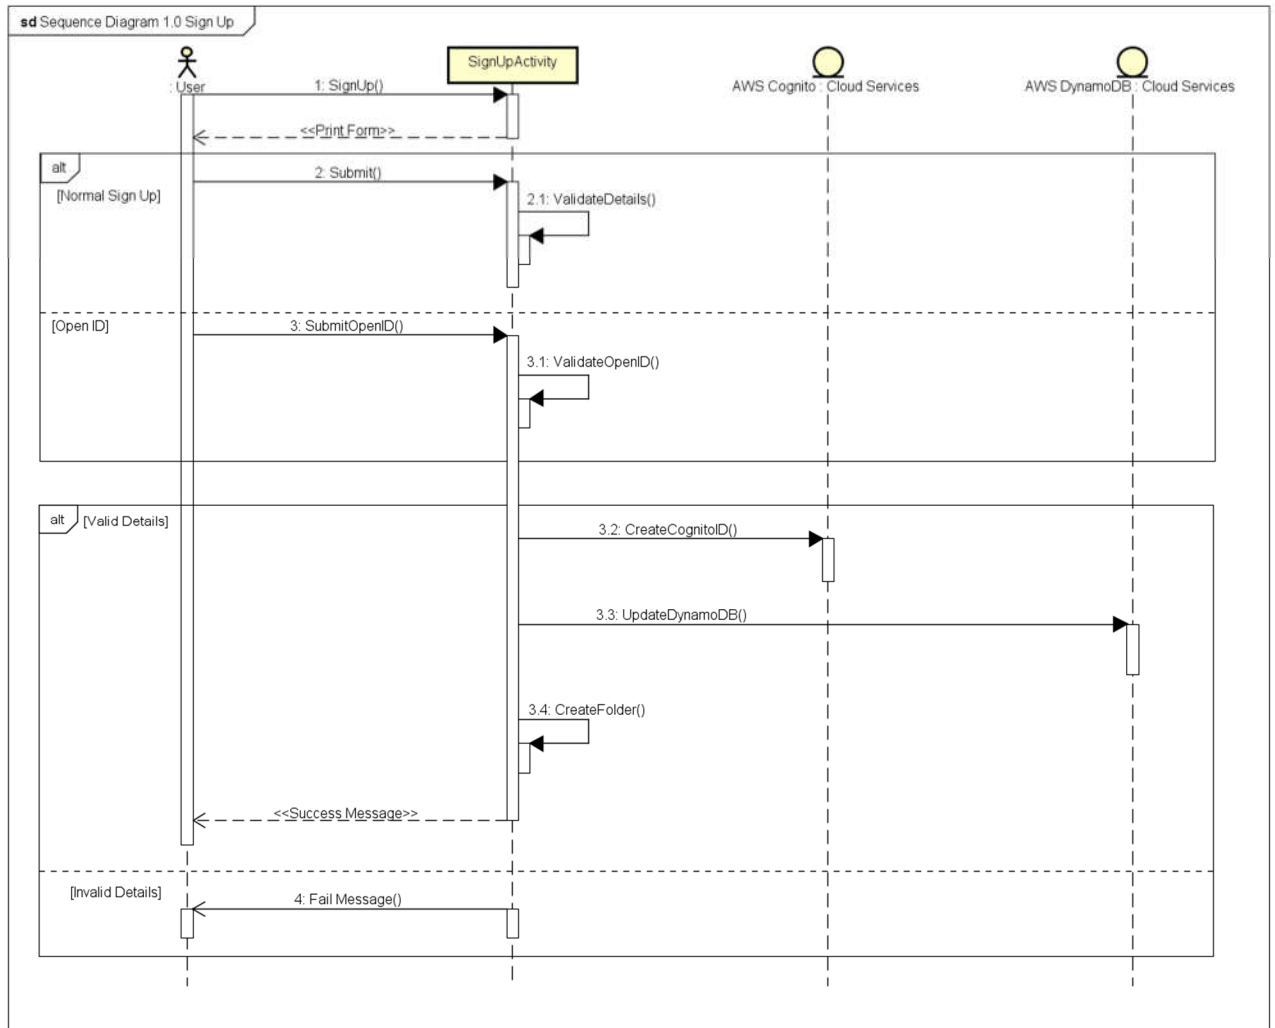 sd Sequence Diagram 1.0 Sign Up
: User
SignUpActivity
AWS Cognito : Cloud Services
AWS DynamoDB : Cloud Services
1: SignUp()
<<Print Form>>
alt
[Normal Sign Up]
2: Submit()
2.1: ValidateDetails()
[Open ID]
3: SubmitOpenID()
3.1: ValidateOpenID()
alt
[Valid Details]
3.2: CreateCognitoID()
3.3: UpdateDynamoDB()
3.4: CreateFolder()
<<Success Message>>
[Invalid Details]
4: Fail Message()